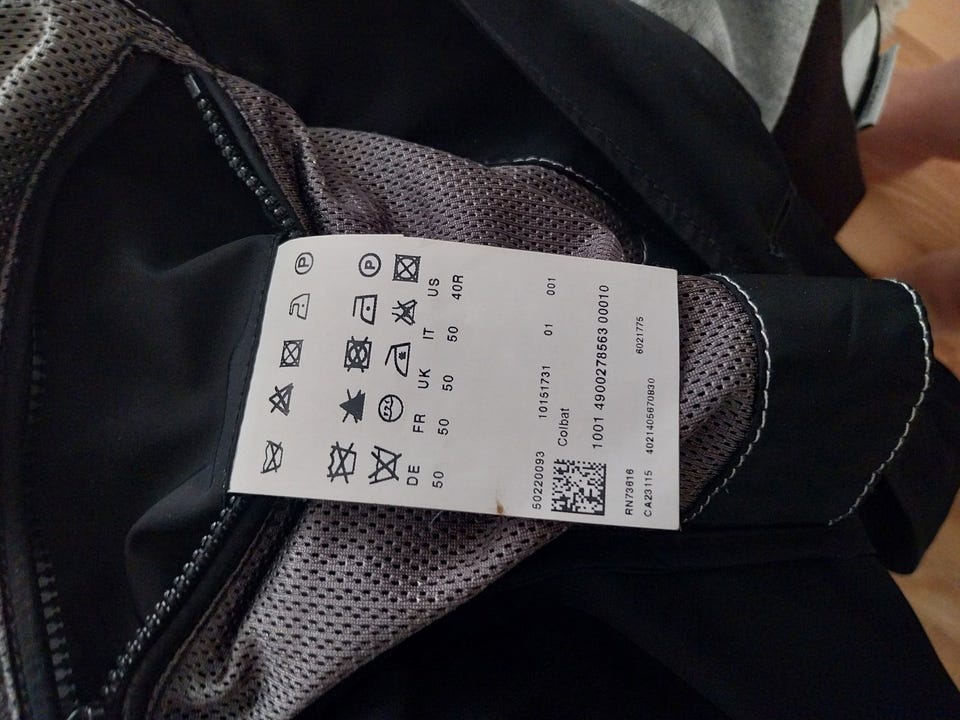 P
P
DE FR UK IT US
50 50 50 50 40R
50220093 10151731 01 001
Colbat
1001 4900278563 00010
RN73616 6021775
CA23115 4021405670830